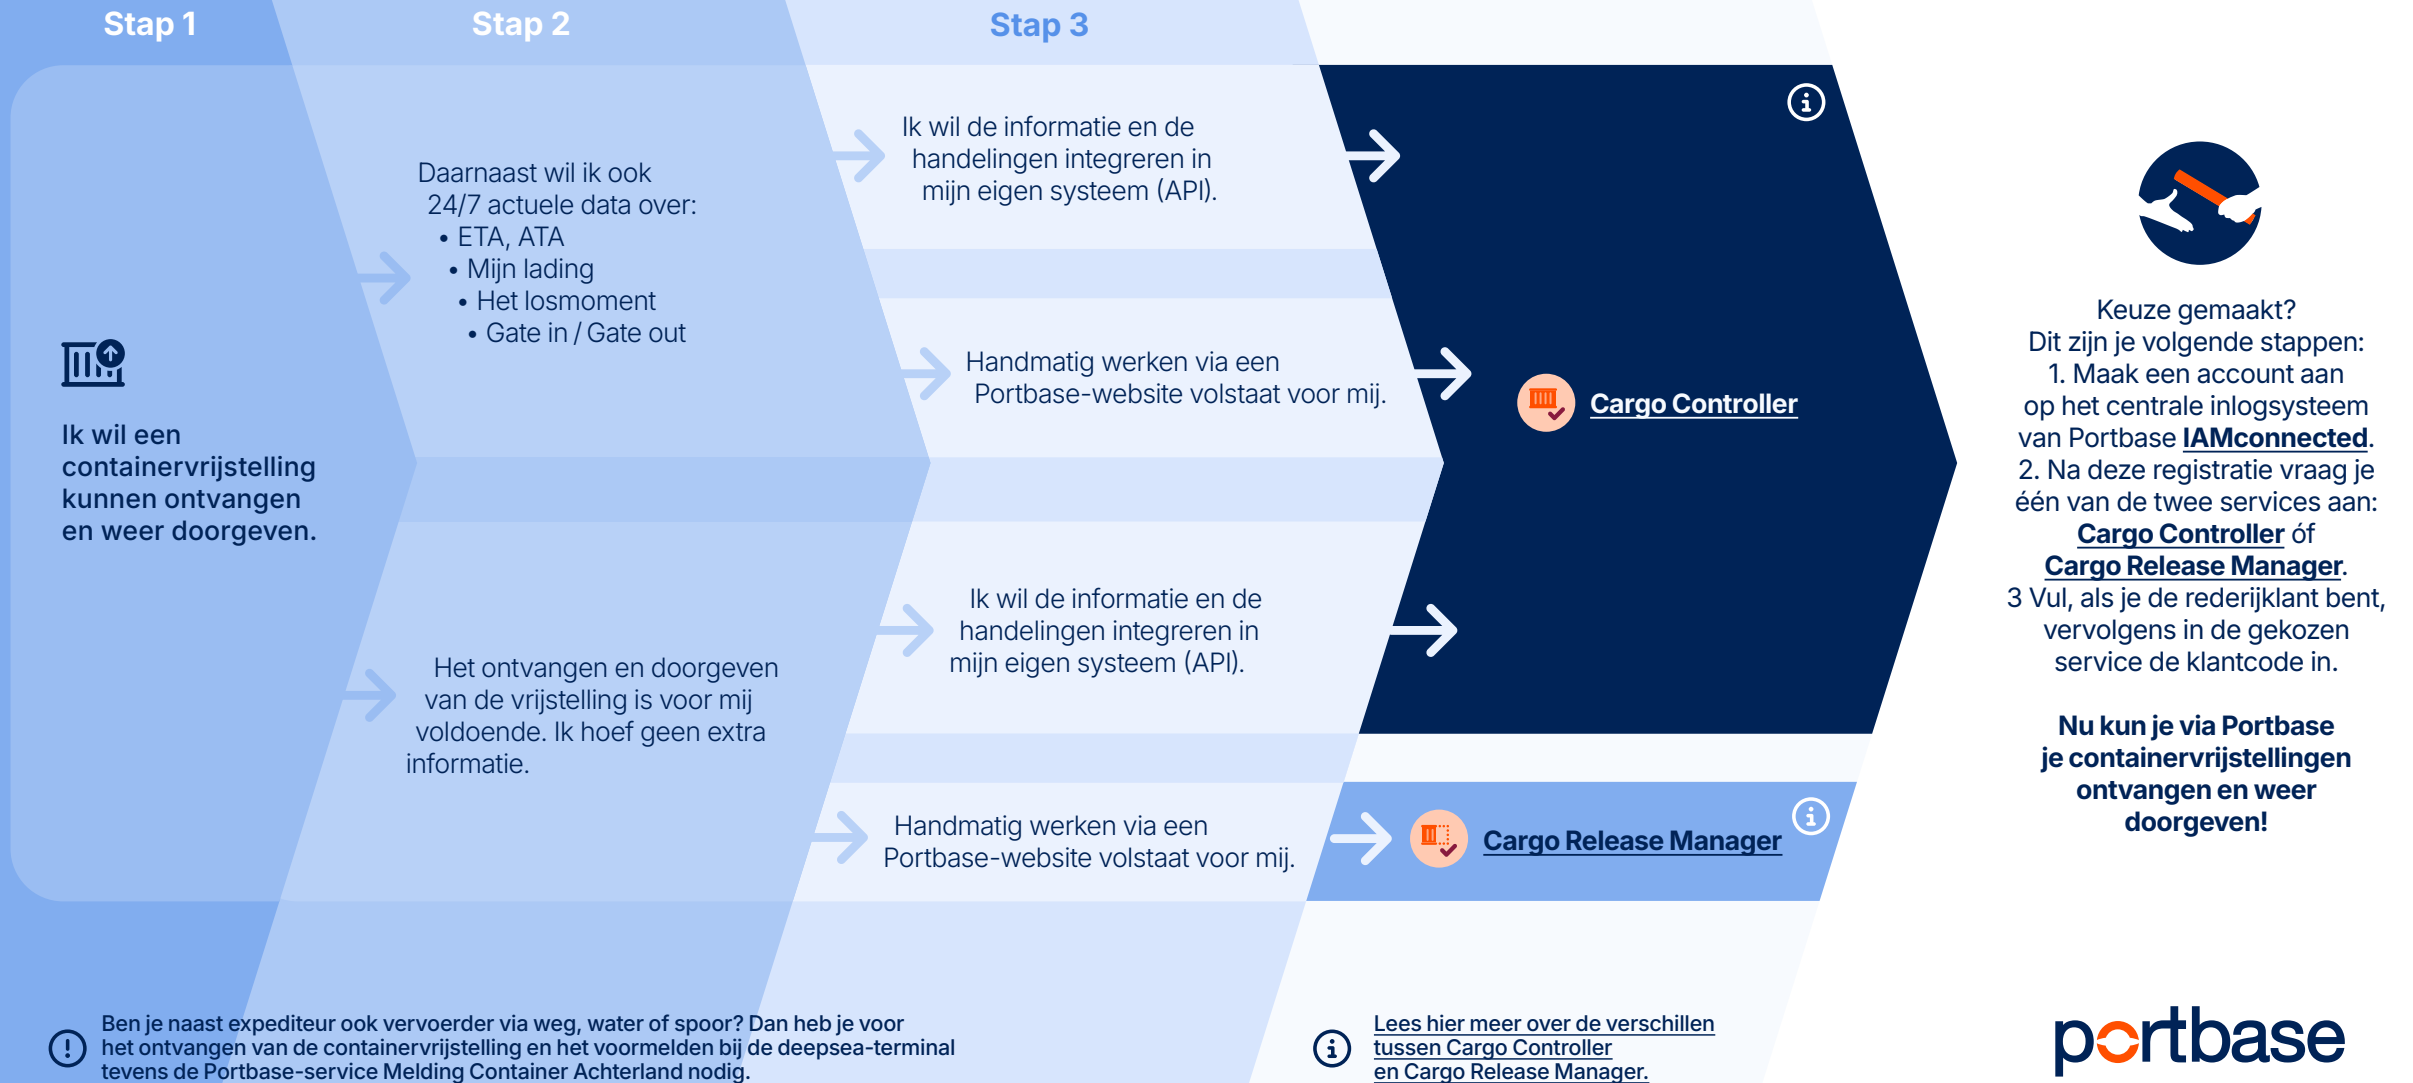 Stap 1
Stap 2
Stap 3
Ik wil een
containervrijstelling
kunnen ontvangen
en weer doorgeven.
Daarnaast wil ik ook
24/7 actuele data over:
• ETA, ATA
• Mijn lading
• Het losmoment
• Gate in / Gate out
Het ontvangen en doorgeven
van de vrijstelling is voor mij
voldoende. Ik hoef geen extra
informatie.
Ik wil de informatie en de
handelingen integreren in
mijn eigen systeem (API).
Handmatig werken via een
Portbase-website volstaat voor mij.
Ik wil de informatie en de
handelingen integreren in
mijn eigen systeem (API).
Handmatig werken via een
Portbase-website volstaat voor mij.
Cargo Controller
Cargo Release Manager
Keuze gemaakt?
Dit zijn je volgende stappen:
1. Maak een account aan
op het centrale inlogsysteem
van Portbase IAMconnected.
2. Na deze registratie vraag je
één van de twee services aan:
Cargo Controller óf
Cargo Release Manager.
3 Vul, als je de rederijklant bent,
vervolgens in de gekozen
service de klantcode in.
Nu kun je via Portbase
je containervrijstellingen
ontvangen en weer
doorgeven!
Ben je naast expediteur ook vervoerder via weg, water of spoor? Dan heb je voor
het ontvangen van de containervrijstelling en het voormelden bij de deepsea-terminal
tevens de Portbase-service Melding Container Achterland nodig.
Lees hier meer over de verschillen
tussen Cargo Controller
en Cargo Release Manager.
portbase